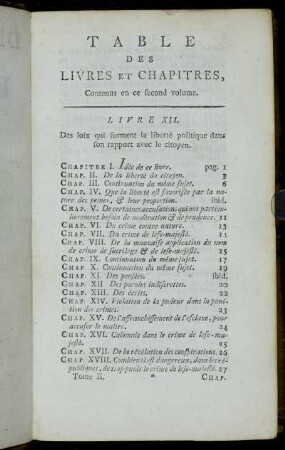 TABLE
DES
LIVRES ET CHAPITRES,
Contenus en ce second volume.
LIVRE XII.
Des loix qui forment la liberté politique dans
son rapport avec le citoyen.
CHAPITRE I. Idée de ce livre. pag. 1
CHAP. II. De la liberté du citoyen. 3
CHAP. III. Continuation du même sujet. 6
CHAP. IV. Que la liberté est favorisée par la na-
ture des peines, & leur proportion. ibid.
CHAP. V. De certaines accusations qui ont particu-
liérement besoin de modération & de prudence. 11
CHAP. VI. Du crime contre nature. 13
CHAP. VII. Du crime de lese-majesté. 15
CHAP. VIII. De la mauvaise application du nom
de crime de sacrilege & de lese-majesté. 15
CHAP. IX. Continuation du même sujet. 17
CHAP. X. Continuation du même sujet. 19
CHAP. XI. Des pensées. ibid.
CHAP. XII Des paroles indiscretes. 20
CHAP. XIII. Des écrits. 22
CHAP. XIV. Violation de la pudeur dans la puni-
tion des crimes. 23
CHAP. XV. De l'affranchissement de l'esclave, pour
accuser le maître. 24
CHAP. XVI. Calomnie dans le crime de lese-ma-
jesté. 25
CHAP. XVII. De la révélation des conspirations. 26
CHAP. XVIII. Combien il est dangereux, dans les ré-
publiques, de trop punir le crime de lese-majesté. 27
Tome II. * CHAP.